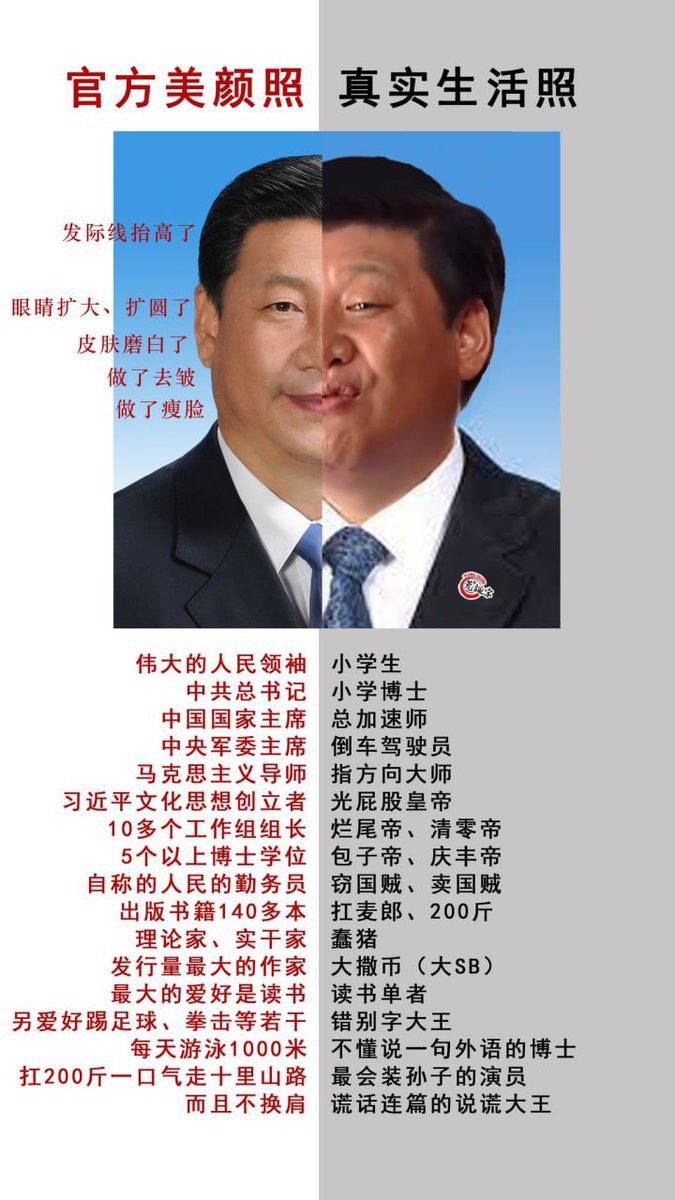 官方美颜照 真实生活照
发际线抬高了
眼睛扩大、扩圆了
皮肤磨白了
做了去皱
做了瘦脸
伟大的人民领袖 小学生
中共总书记 小学博士
中国国家主席 总加速师
中央军委主席 倒车驾驶员
马克思主义导师 指方向大师
习近平文化思想创立者 光屁股皇帝
10多个工作组组长 烂尾帝、清零帝
5个以上博士学位 包子帝、庆丰帝
自称的人民的勤务员 窃国贼、卖国贼
出版书籍140多本 扛麦郎、200斤
理论家、实干家 蠢猪
发行量最大的作家 大撒币（大SB）
最大的爱好是读书 读书单者
另爱好踢足球、拳击等若干 错别字大王
每天游泳1000米 不懂说一句外语的博士
扛200斤一口气走十里山路 最会装孙子的演员
而且不换肩 谎话连篇的说谎大王